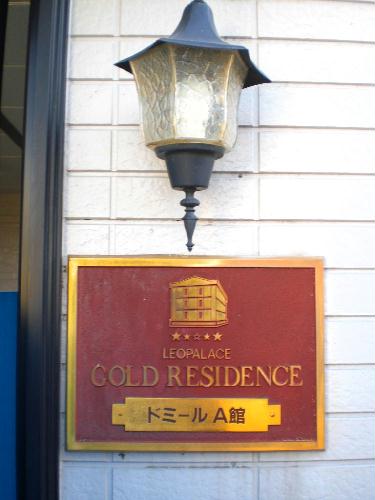 LEOPALACE
GOLD RESIDENCE
ドミール A館